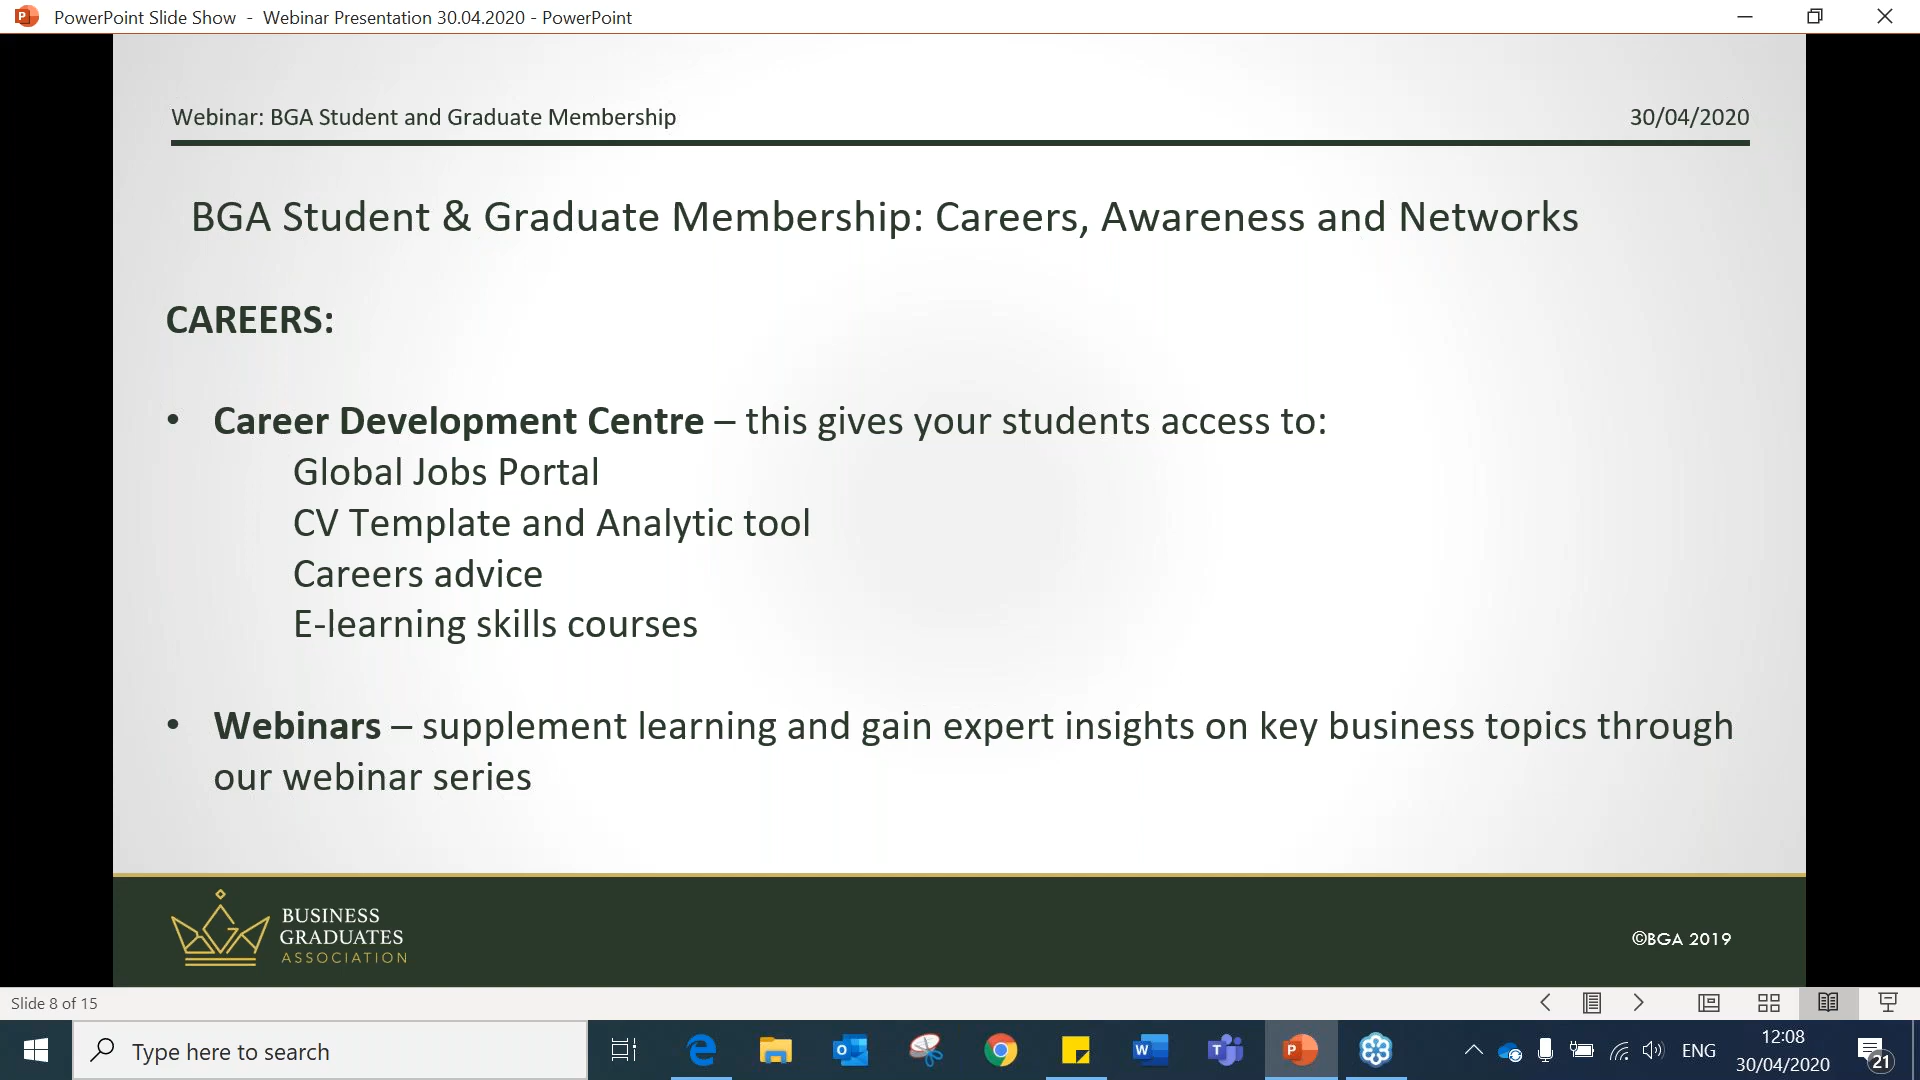 PowerPoint Slide Show - Webinar Presentation 30.04.2020 - PowerPoint
Webinar: BGA Student and Graduate Membership 30/04/2020
BGA Student & Graduate Membership: Careers, Awareness and Networks
CAREERS:
• Career Development Centre – this gives your students access to:
Global Jobs Portal
CV Template and Analytic tool
Careers advice
E-learning skills courses
• Webinars – supplement learning and gain expert insights on key business topics through
our webinar series
BUSINESS
GRADUATES
ASSOCIATION
©BGA 2019
Slide 8 of 15
Type here to search
ENG
12:08
30/04/2020
21